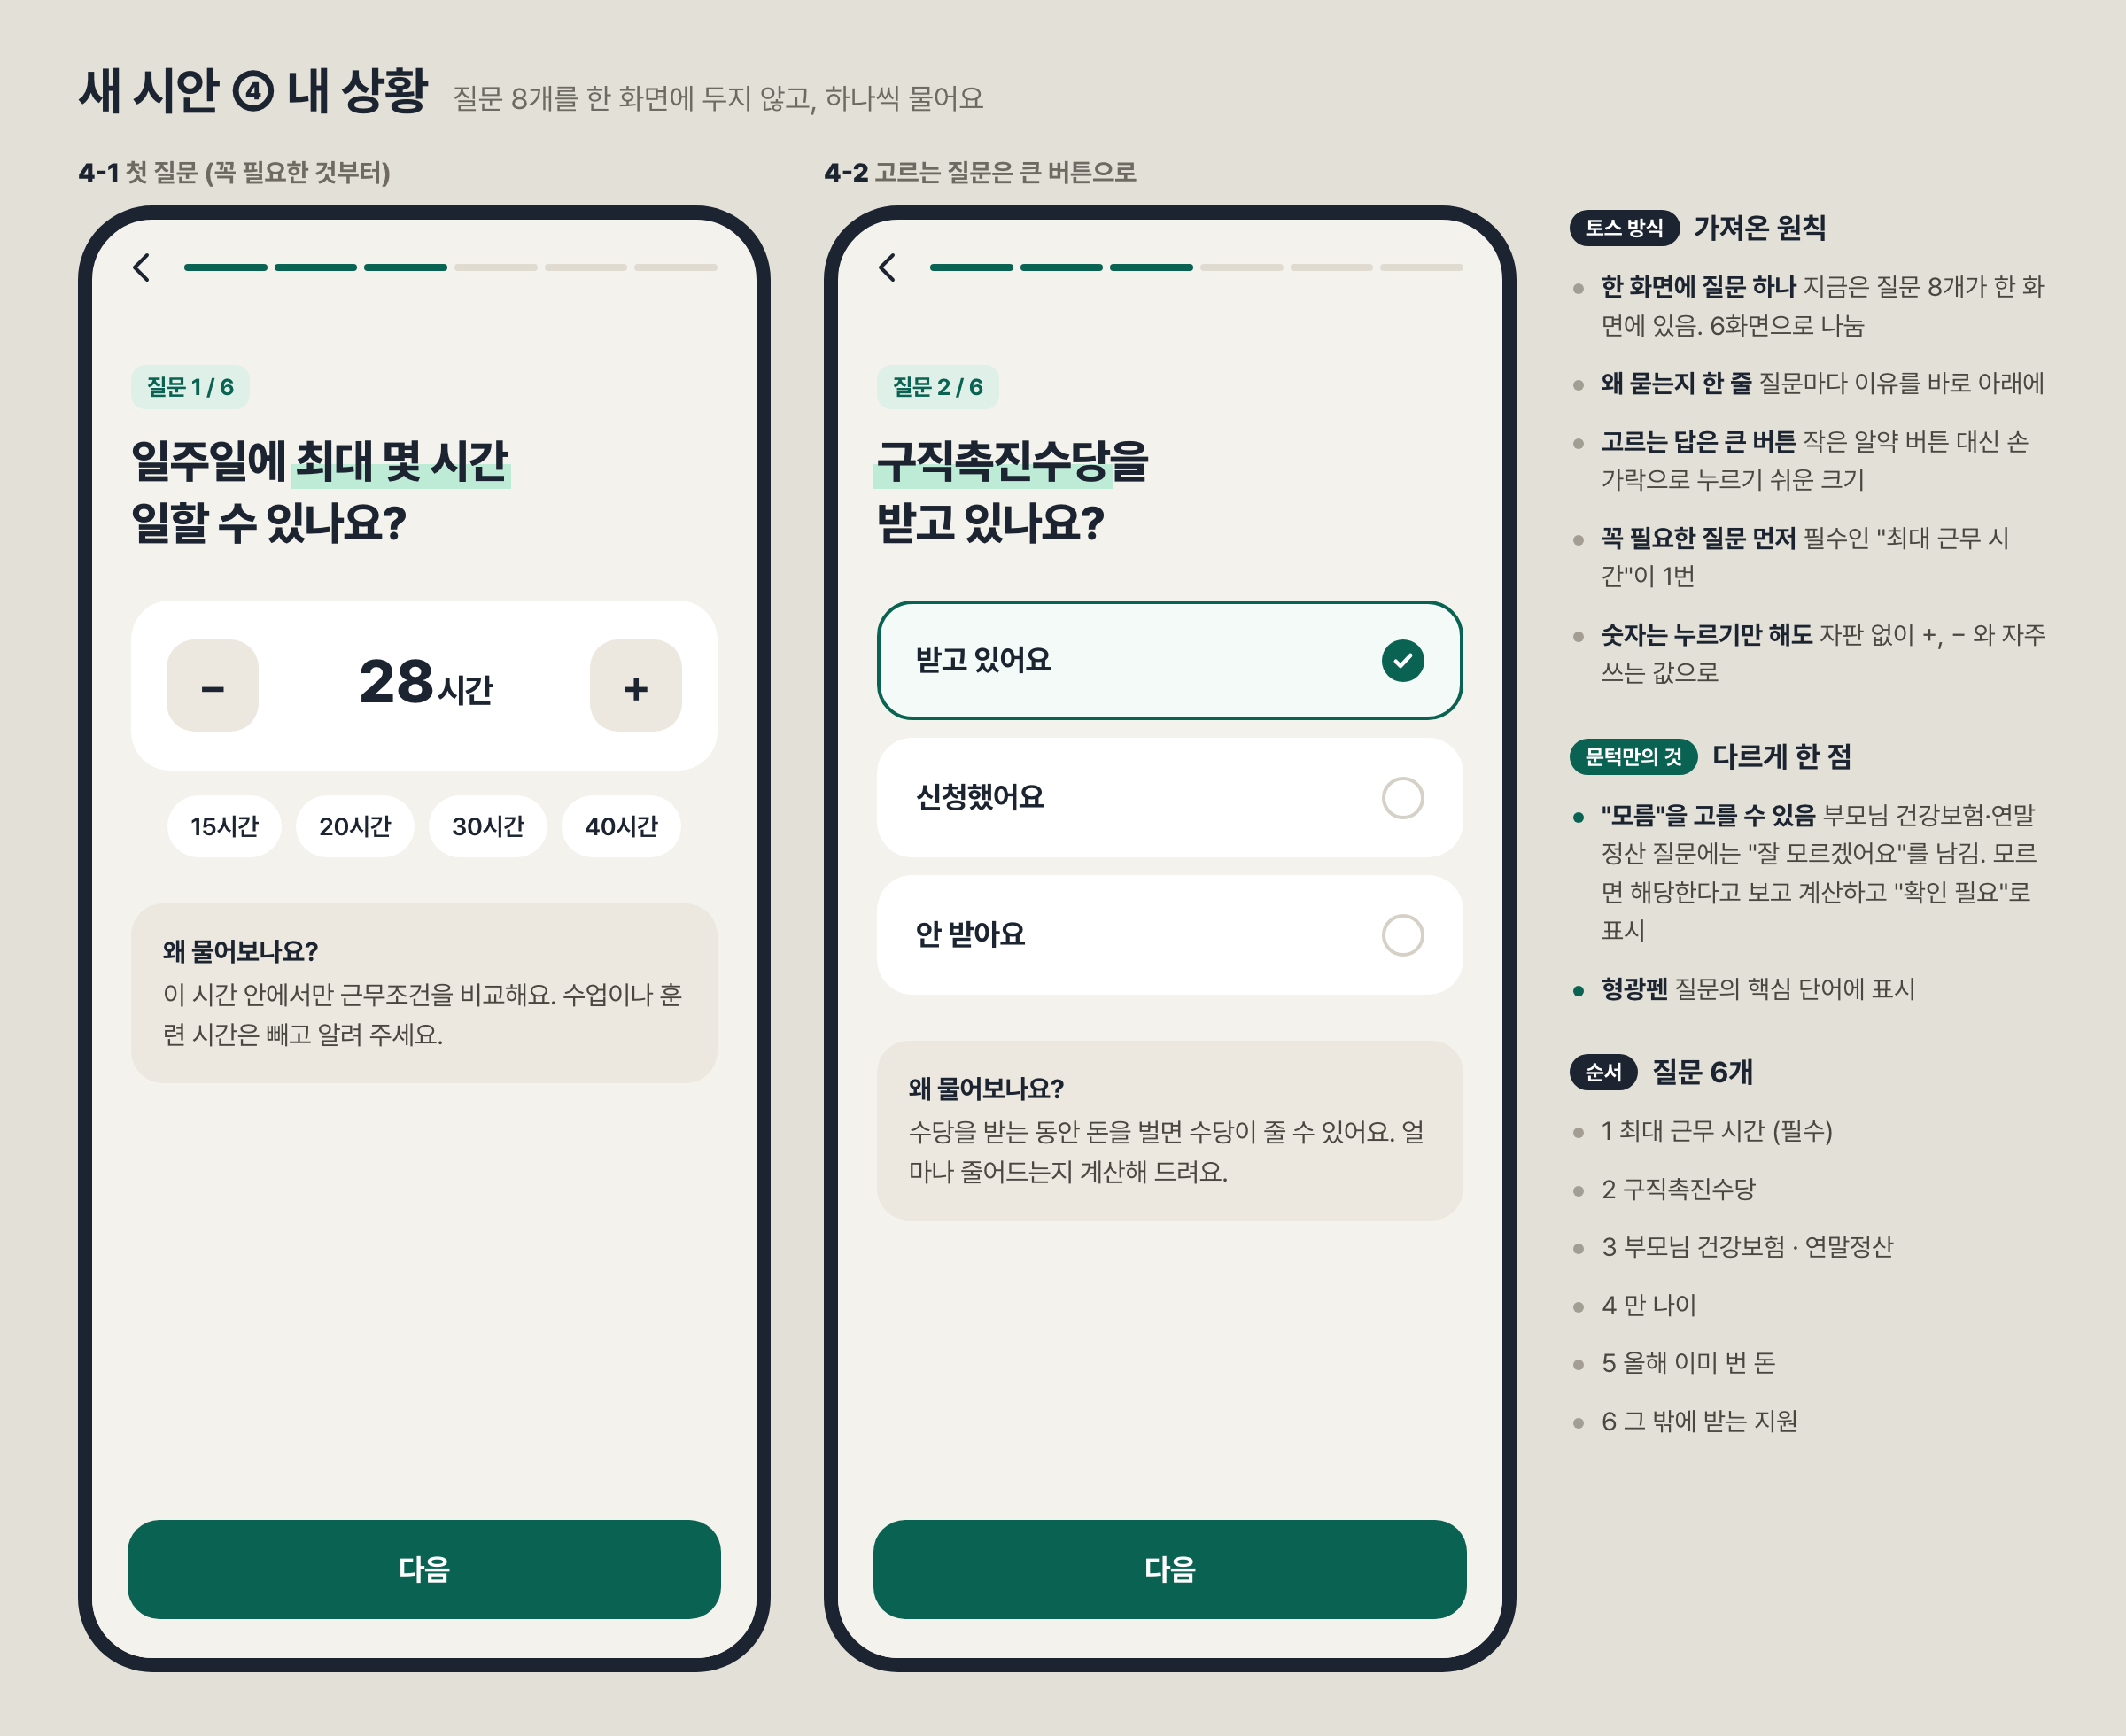 새 시안 ④ 내 상황 질문 8개를 한 화면에 두지 않고, 하나씩 물어요
4-1 첫 질문 (꼭 필요한 것부터)
질문 1 / 6
일주일에 최대 몇 시간
일할 수 있나요?
− 28시간 +
15시간 20시간 30시간 40시간
왜 물어보나요?
이 시간 안에서만 근무조건을 비교해요. 수업이나 훈
련 시간은 빼고 알려 주세요.
다음
4-2 고르는 질문은 큰 버튼으로
질문 2 / 6
구직촉진수당을
받고 있나요?
받고 있어요
신청했어요
안 받아요
왜 물어보나요?
수당을 받는 동안 돈을 벌면 수당이 줄 수 있어요. 얼
마나 줄어드는지 계산해 드려요.
다음
토스 방식 가져온 원칙
한 화면에 질문 하나 지금은 질문 8개가 한 화
면에 있음. 6화면으로 나눔
왜 묻는지 한 줄 질문마다 이유를 바로 아래에
고르는 답은 큰 버튼 작은 알약 버튼 대신 손
가락으로 누르기 쉬운 크기
꼭 필요한 질문 먼저 필수인 "최대 근무 시
간"이 1번
숫자는 누르기만 해도 자판 없이 +, − 와 자주
쓰는 값으로
문턱만의 것 다르게 한 점
"모름"을 고를 수 있음 부모님 건강보험·연말
정산 질문에는 "잘 모르겠어요"를 남김. 모르
면 해당한다고 보고 계산하고 "확인 필요"로
표시
형광펜 질문의 핵심 단어에 표시
순서 질문 6개
1 최대 근무 시간 (필수)
2 구직촉진수당
3 부모님 건강보험 · 연말정산
4 만 나이
5 올해 이미 번 돈
6 그 밖에 받는 지원